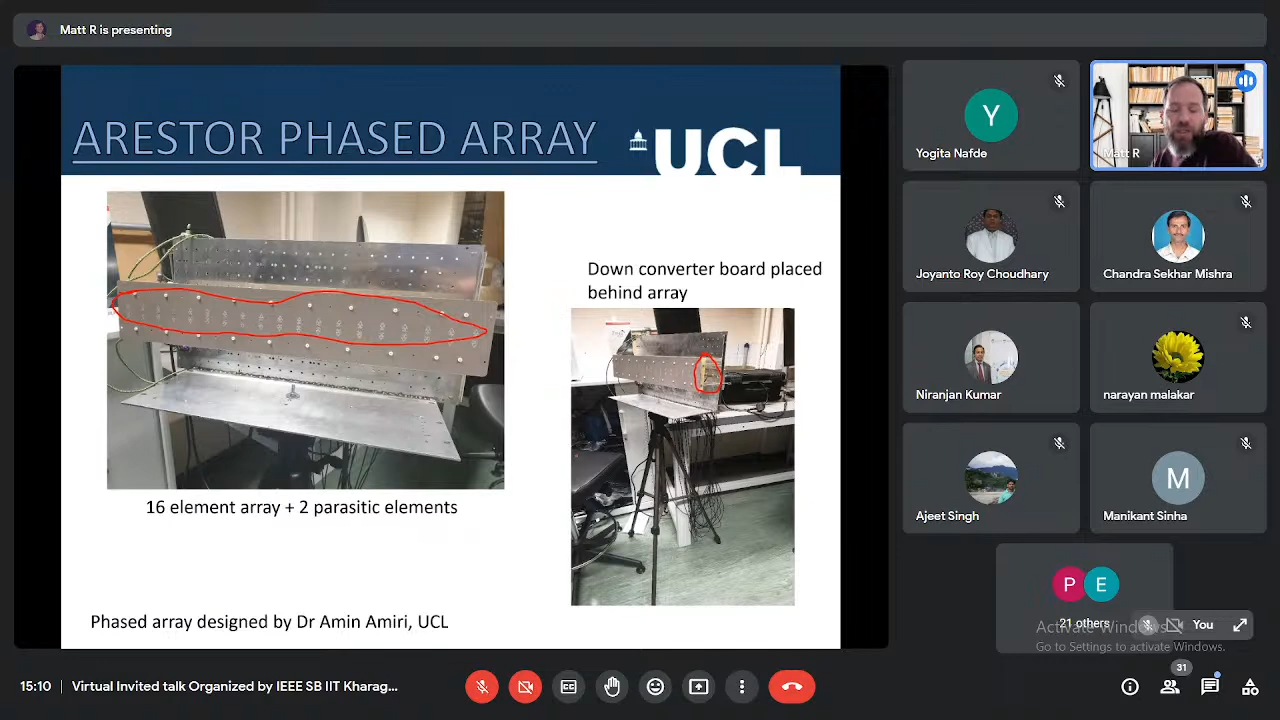 Matt R is presenting
ARESTOR PHASED ARRAY
UCL
Down converter board placed
behind array
16 element array + 2 parasitic elements
Phased array designed by Dr Amin Amiri, UCL
Y
Yogita Nafde
Matt R
Joyanto Roy Choudhary
Chandra Sekhar Mishra
Niranjan Kumar
narayan malakar
Ajeet Singh
M
Manikant Sinha
P
E
21 others
You
Activate Windows
Go to Settings to activate Windows.
15:10 | Virtual Invited talk Organized by IEEE SB IIT Kharag...
31